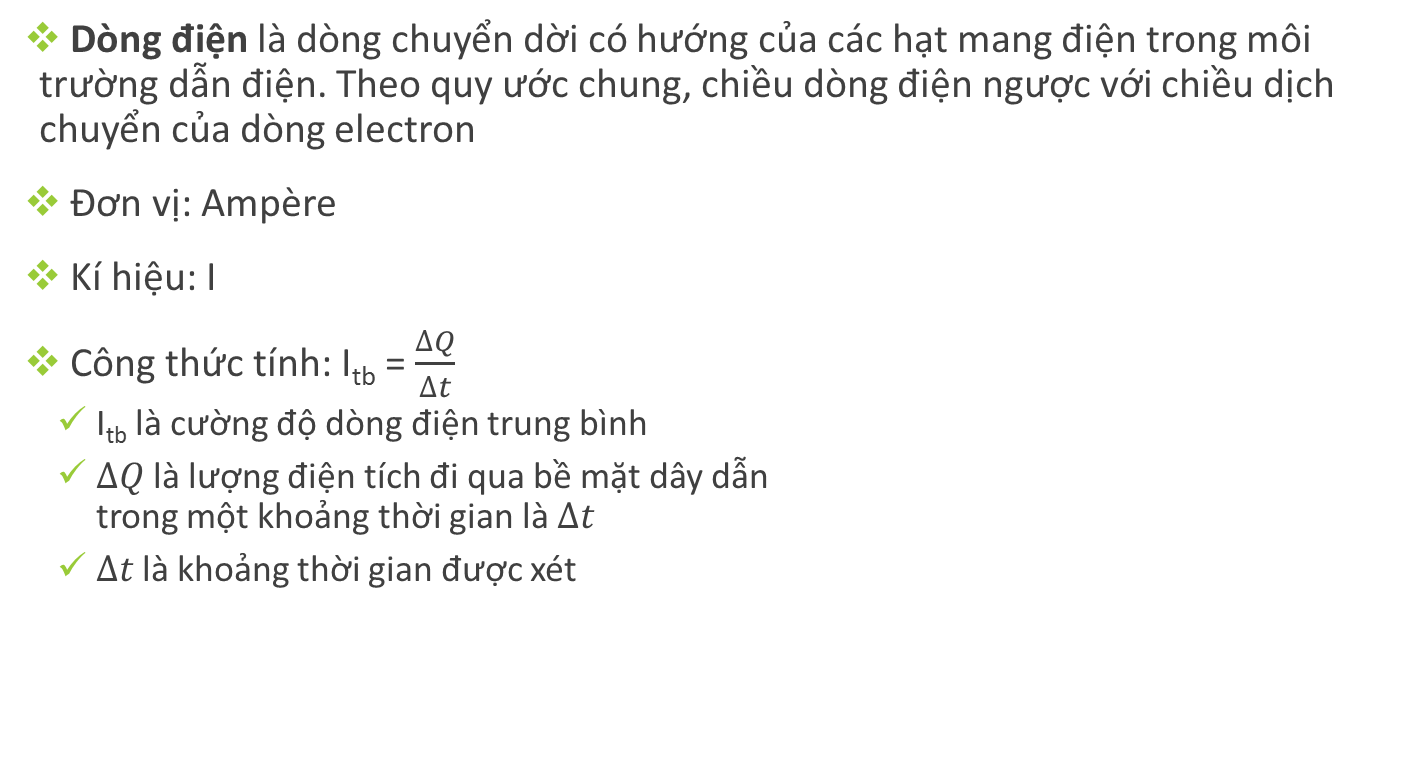 ❖ Dòng điện là dòng chuyển dời có hướng của các hạt mang điện trong môi
trường dẫn điện. Theo quy ước chung, chiều dòng điện ngược với chiều dịch
chuyển của dòng electron
❖ Đơn vị: Ampère
❖ Kí hiệu: I
❖ Công thức tính: I_tb = ΔQ/Δt
✓ I_tb là cường độ dòng điện trung bình
✓ ΔQ là lượng điện tích đi qua bề mặt dây dẫn
trong một khoảng thời gian là Δt
✓ Δt là khoảng thời gian được xét